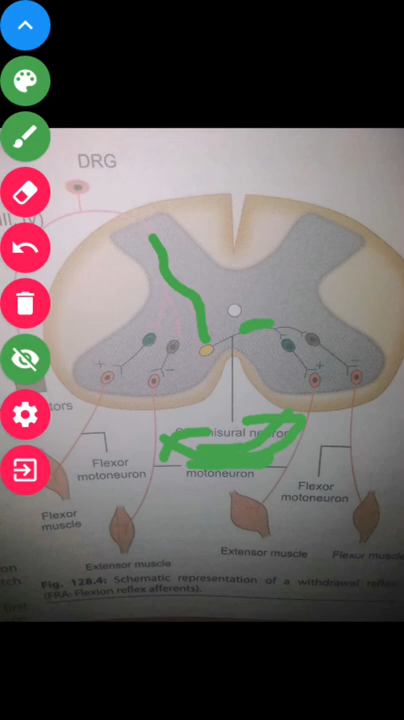 DRG
Flexor
motoneuron
motoneuron
Flexor
motoneuron
Flexor
muscle
Extensor muscle
Extensor muscle
Flexur muscle
Fig. 128.4: Schematic representation of a withdrawal reflex
(FRA: Flexion reflex afferents).